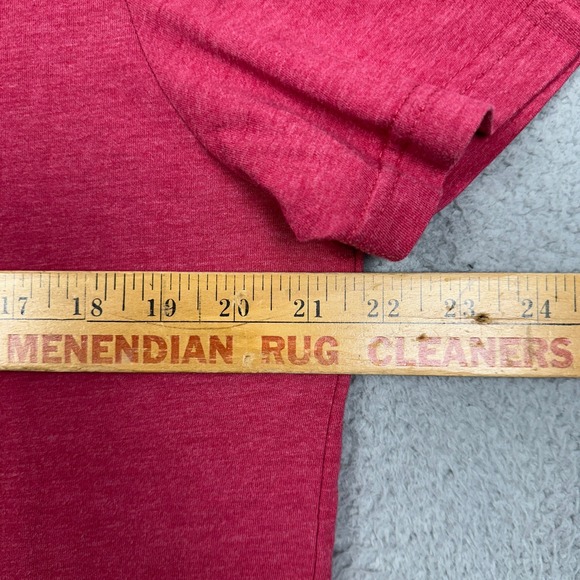 17 18 19 20 21 22 23 24
MENENDIAN RUG CLEANERS